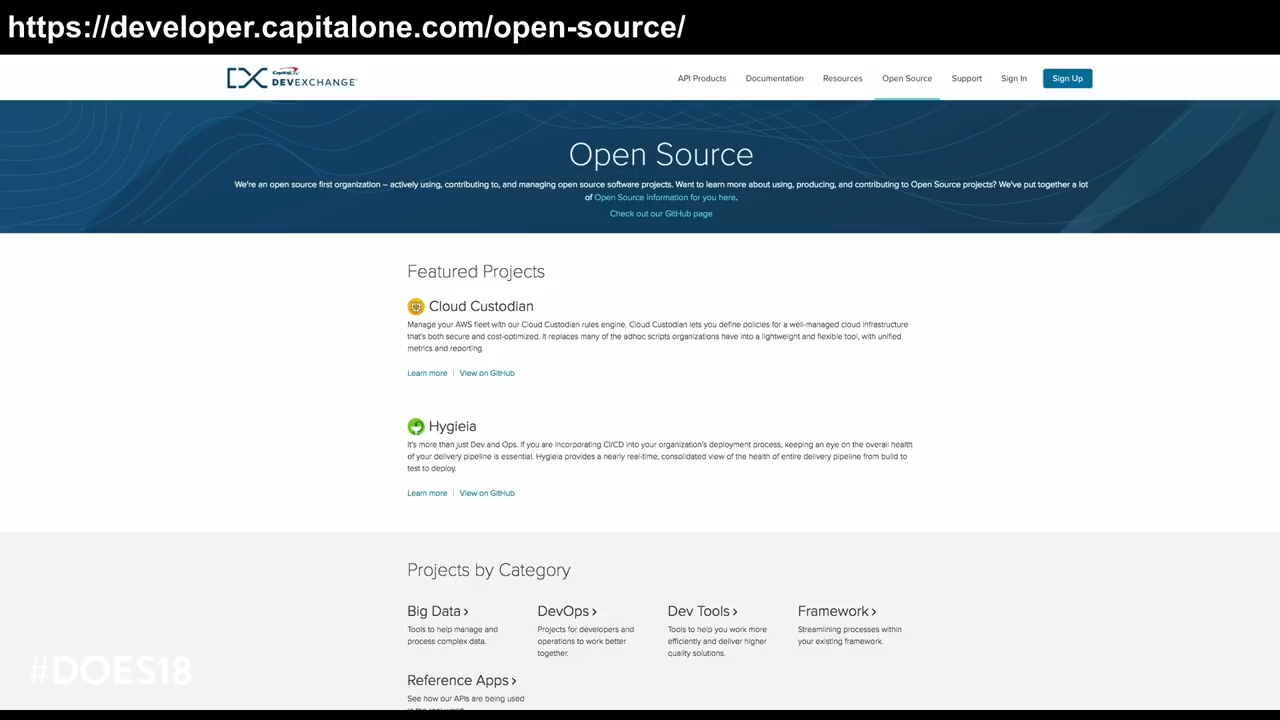 https://developer.capitalone.com/open-source/
Capital One
DEVEXCHANGE
API Products
Documentation
Resources
Open Source
Support
Sign In
Sign Up
Open Source
We're an open source first organization – actively using, contributing to, and managing open source software projects. Want to learn more about using, producing, and contributing to Open Source projects? We've put together a lot
of Open Source information for you here.
Check out our GitHub page
Featured Projects
Cloud Custodian
Manage your AWS fleet with our Cloud Custodian rules engine. Cloud Custodian lets you define policies for a well-managed cloud infrastructure
that's both secure and cost-optimized. It replaces many of the adhoc scripts organizations have into a lightweight and flexible tool, with unified
metrics and reporting.
Learn more | View on GitHub
Hygieia
It's more than just Dev and Ops. If you are incorporating CI/CD into your organization's deployment process, keeping an eye on the overall health
of your delivery pipeline is essential. Hygieia provides a nearly real-time, consolidated view of the health of entire delivery pipeline from build to
test to deploy.
Learn more | View on GitHub
Projects by Category
Big Data >
Tools to help manage and
process complex data.
DevOps >
Projects for developers and
operations to work better
together.
Dev Tools >
Tools to help you work more
efficiently and deliver higher
quality solutions.
Framework >
Streamlining processes within
your existing framework.
Reference Apps >
See how our APIs are being used
in the real world.
#DOES18